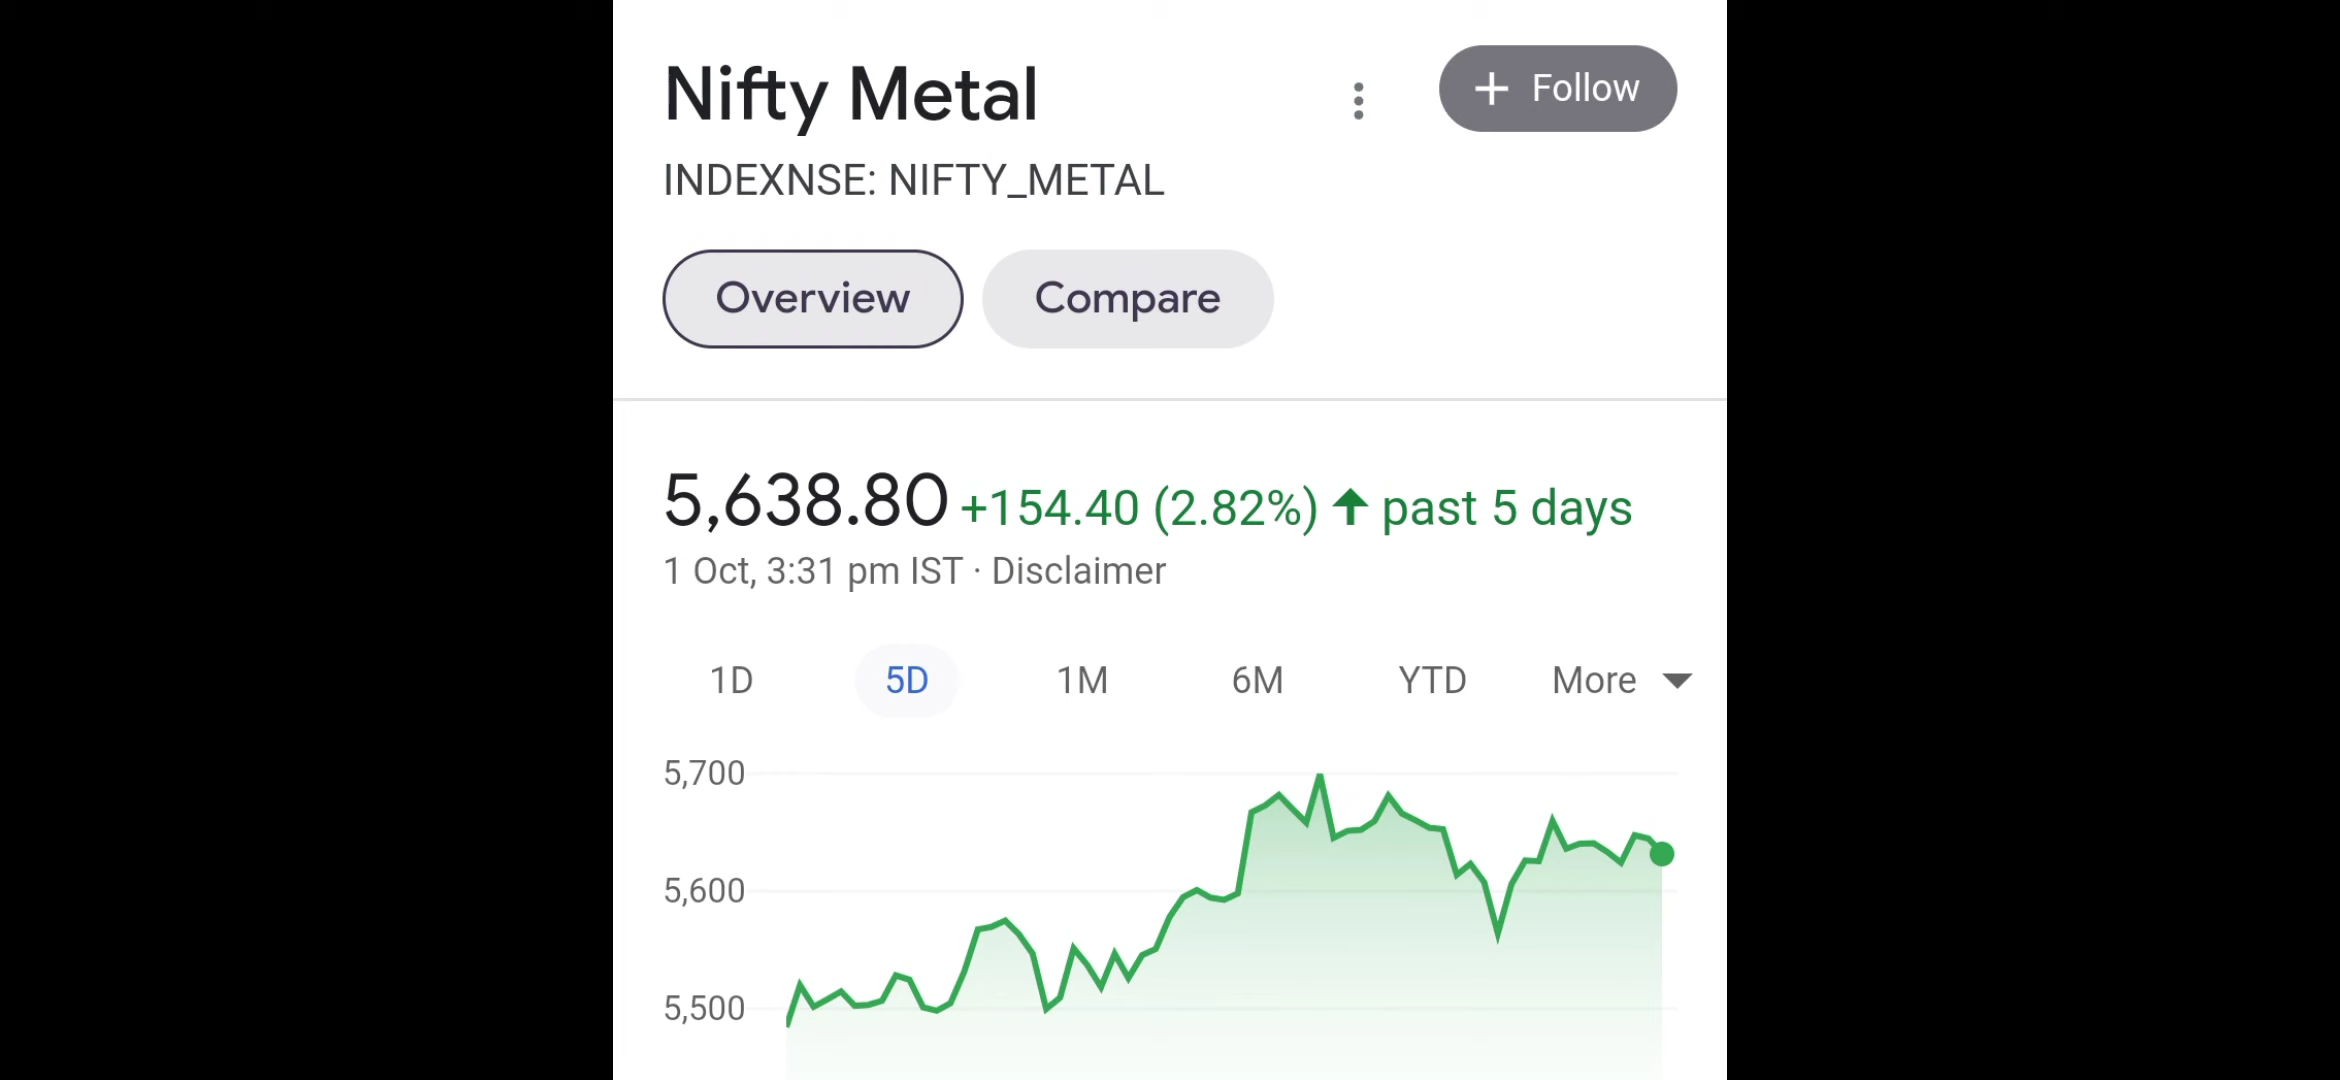 Nifty Metal
+ Follow
INDEXNSE: NIFTY_METAL
Overview Compare
5,638.80 +154.40 (2.82%) ↑ past 5 days
1 Oct, 3:31 pm IST · Disclaimer
1D 5D 1M 6M YTD More
5,700
5,600
5,500